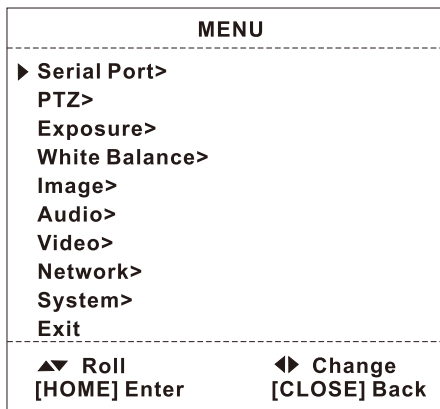 MENU
▶ Serial Port>
PTZ>
Exposure>
White Balance>
Image>
Audio>
Video>
Network>
System>
Exit
▲▼ Roll ◀▶ Change
[HOME] Enter [CLOSE] Back